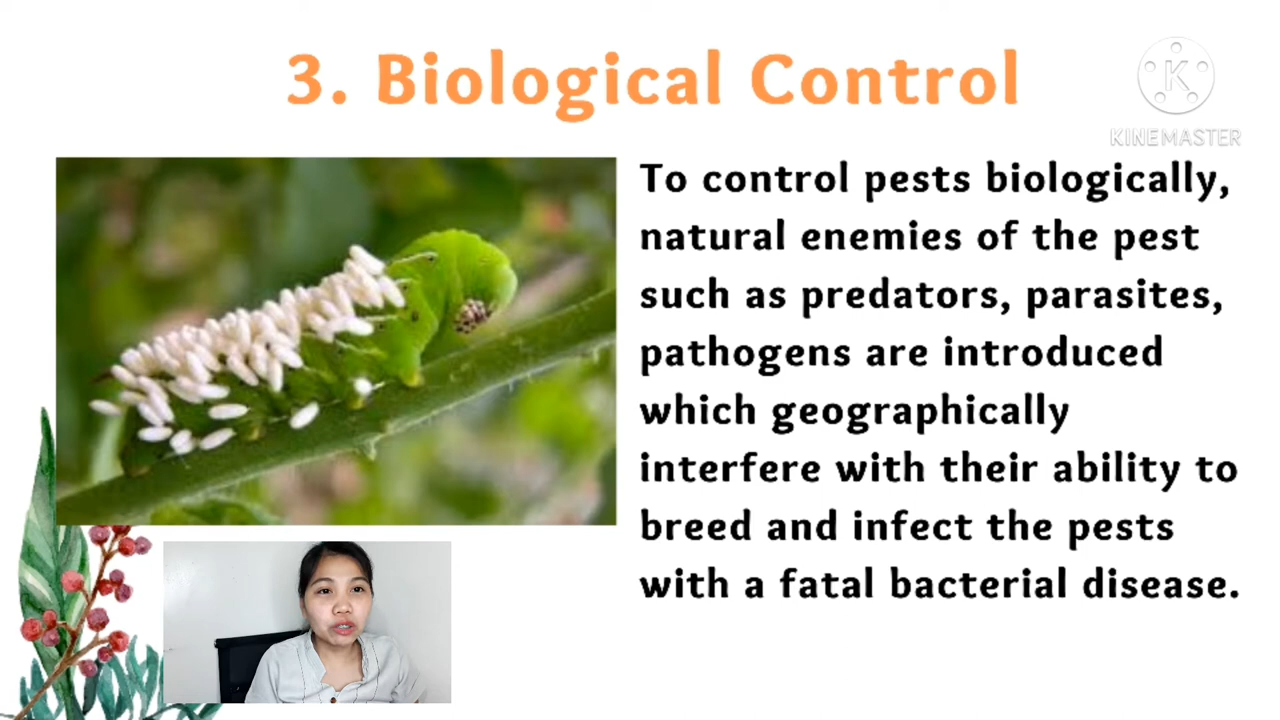 3. Biological Control
K
KINEMASTER
To control pests biologically,
natural enemies of the pest
such as predators, parasites,
pathogens are introduced
which geographically
interfere with their ability to
breed and infect the pests
with a fatal bacterial disease.